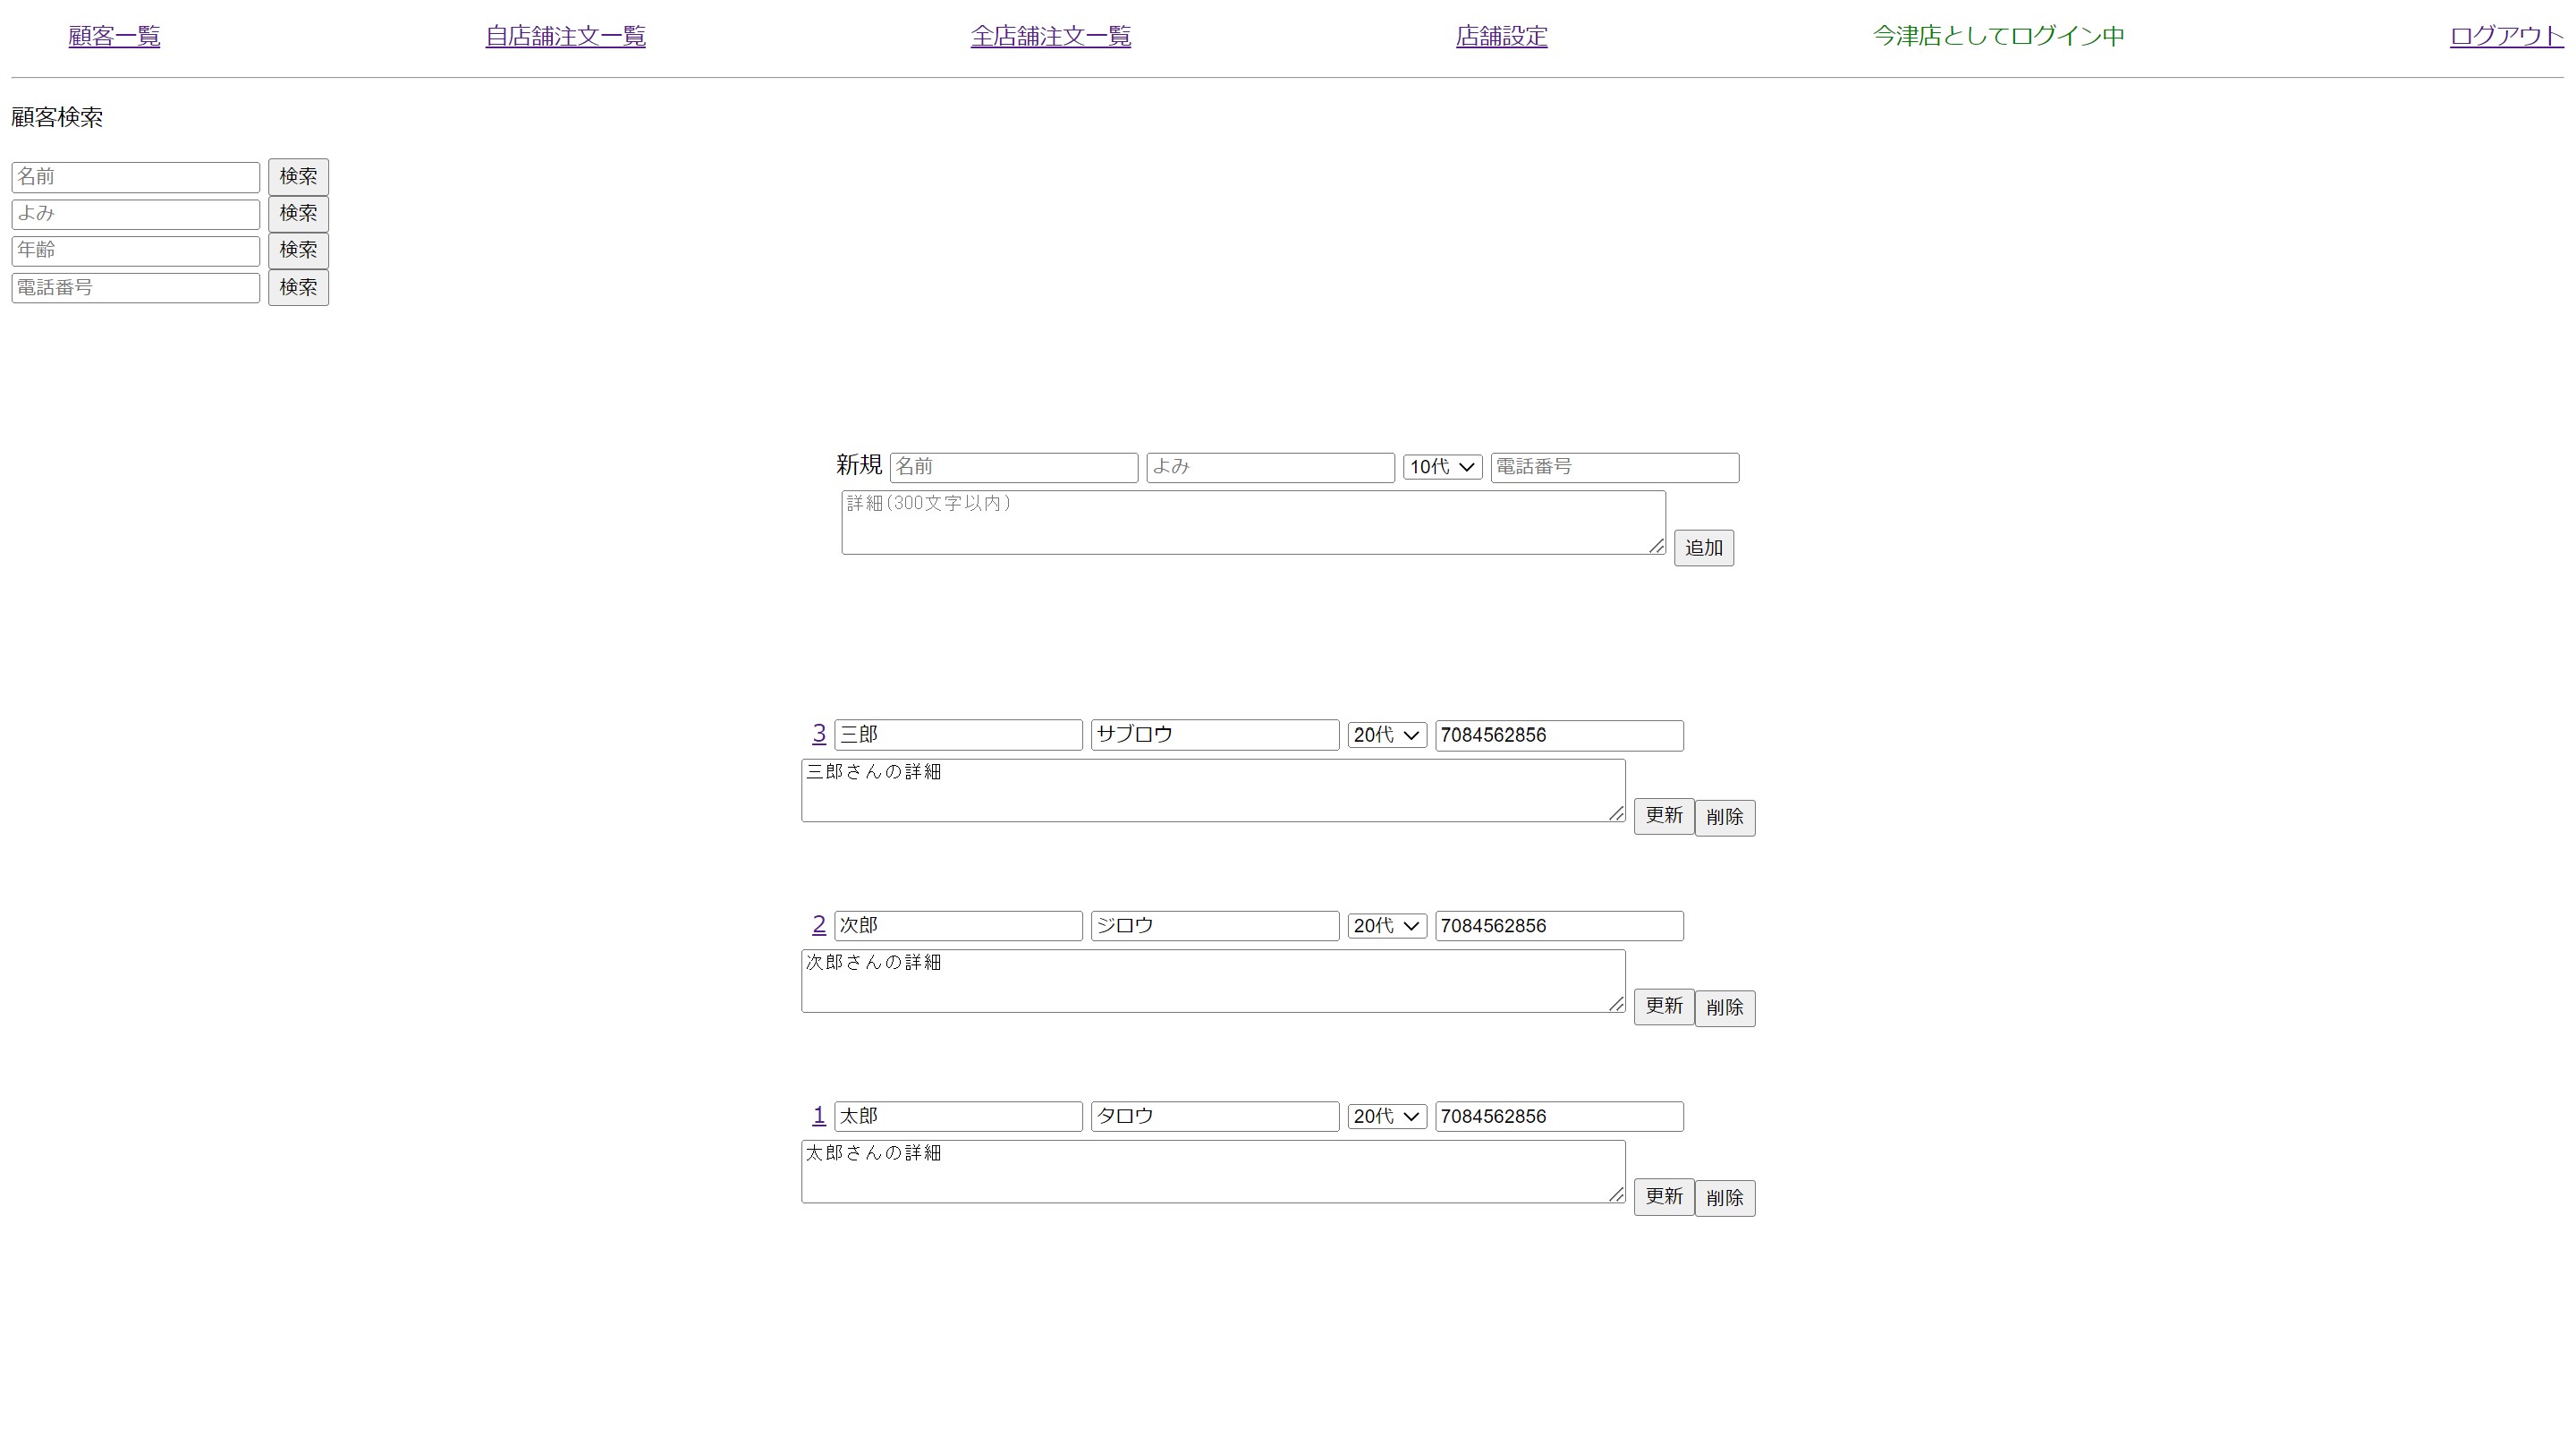 顧客一覧 自店舗注文一覧 全店舗注文一覧 店舗設定 今津店としてログイン中 ログアウト
顧客検索
名前 検索
よみ 検索
年齢 検索
電話番号 検索
新規 名前 よみ 10代 電話番号
詳細(300文字以内)
追加
3 三郎 サブロウ 20代 7084562856
三郎さんの詳細
更新 削除
2 次郎 ジロウ 20代 7084562856
次郎さんの詳細
更新 削除
1 太郎 タロウ 20代 7084562856
太郎さんの詳細
更新 削除